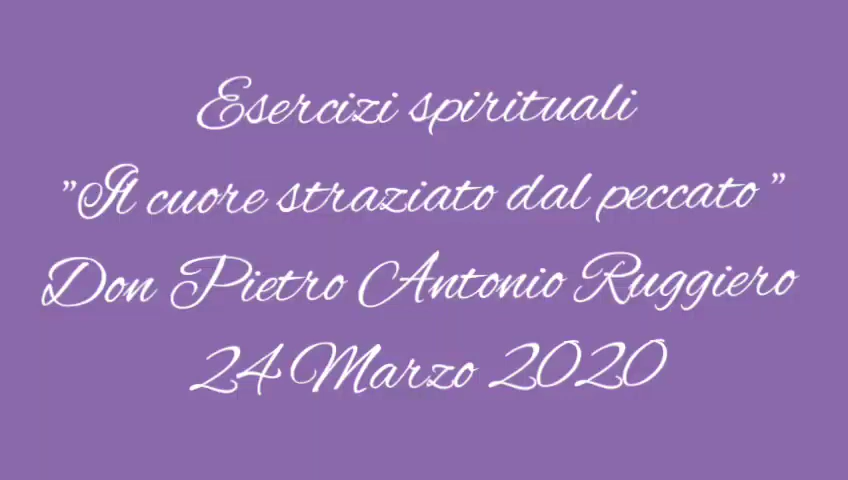 Esercizi spirituali
"Il cuore straziato dal peccato"
Don Pietro Antonio Ruggiero
24 Marzo 2020